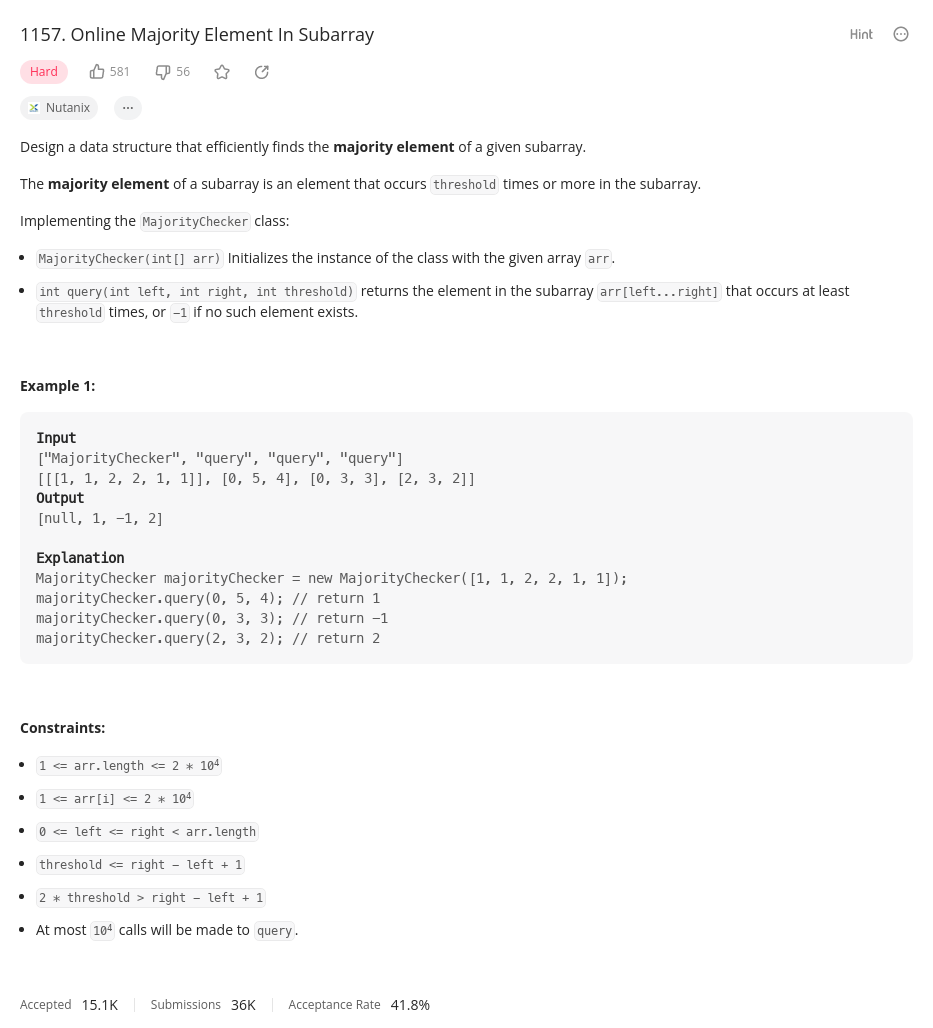 1157. Online Majority Element In Subarray
Hint
Hard
581
56
Nutanix
Design a data structure that efficiently finds the majority element of a given subarray.
The majority element of a subarray is an element that occurs threshold times or more in the subarray.
Implementing the MajorityChecker class:
• MajorityChecker(int[] arr) Initializes the instance of the class with the given array arr.
• int query(int left, int right, int threshold) returns the element in the subarray arr[left...right] that occurs at least
threshold times, or -1 if no such element exists.
Example 1:
Input
["MajorityChecker", "query", "query", "query"]
[[[1, 1, 2, 2, 1, 1]], [0, 5, 4], [0, 3, 3], [2, 3, 2]]
Output
[null, 1, -1, 2]
Explanation
MajorityChecker majorityChecker = new MajorityChecker([1, 1, 2, 2, 1, 1]);
majorityChecker.query(0, 5, 4); // return 1
majorityChecker.query(0, 3, 3); // return -1
majorityChecker.query(2, 3, 2); // return 2
Constraints:
• 1 <= arr.length <= 2 * 10⁴
• 1 <= arr[i] <= 2 * 10⁴
• 0 <= left <= right < arr.length
• threshold <= right - left + 1
• 2 * threshold > right - left + 1
• At most 10⁴ calls will be made to query.
Accepted 15.1K Submissions 36K Acceptance Rate 41.8%